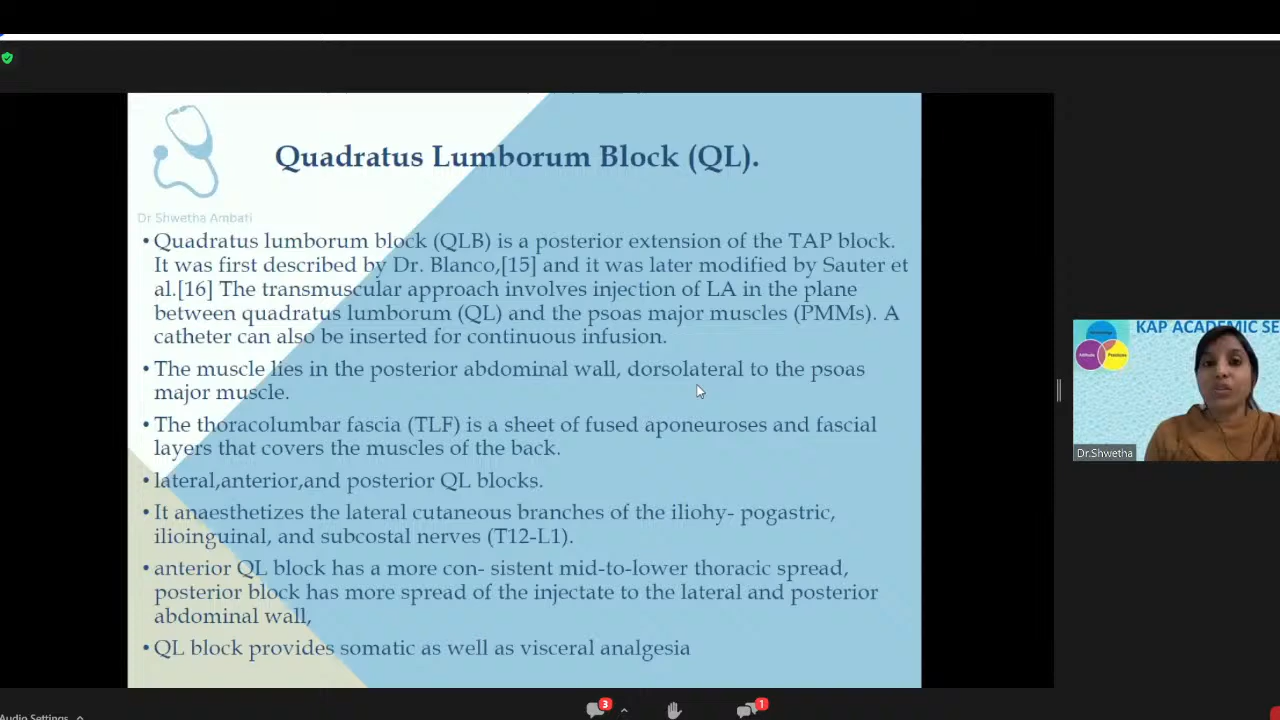 Quadratus Lumborum Block (QL).
Dr Shwetha Ambati
• Quadratus lumborum block (QLB) is a posterior extension of the TAP block.
It was first described by Dr. Blanco,[15] and it was later modified by Sauter et
al.[16] The transmuscular approach involves injection of LA in the plane
between quadratus lumborum (QL) and the psoas major muscles (PMMs). A
catheter can also be inserted for continuous infusion.
• The muscle lies in the posterior abdominal wall, dorsolateral to the psoas
major muscle.
• The thoracolumbar fascia (TLF) is a sheet of fused aponeuroses and fascial
layers that covers the muscles of the back.
• lateral,anterior,and posterior QL blocks.
• It anaesthetizes the lateral cutaneous branches of the iliohy- pogastric,
ilioinguinal, and subcostal nerves (T12-L1).
• anterior QL block has a more con- sistent mid-to-lower thoracic spread,
posterior block has more spread of the injectate to the lateral and posterior
abdominal wall,
• QL block provides somatic as well as visceral analgesia
KAP ACADEMIC SE
Attitude
Practices
Dr.Shwetha
Audio Settings
3
1